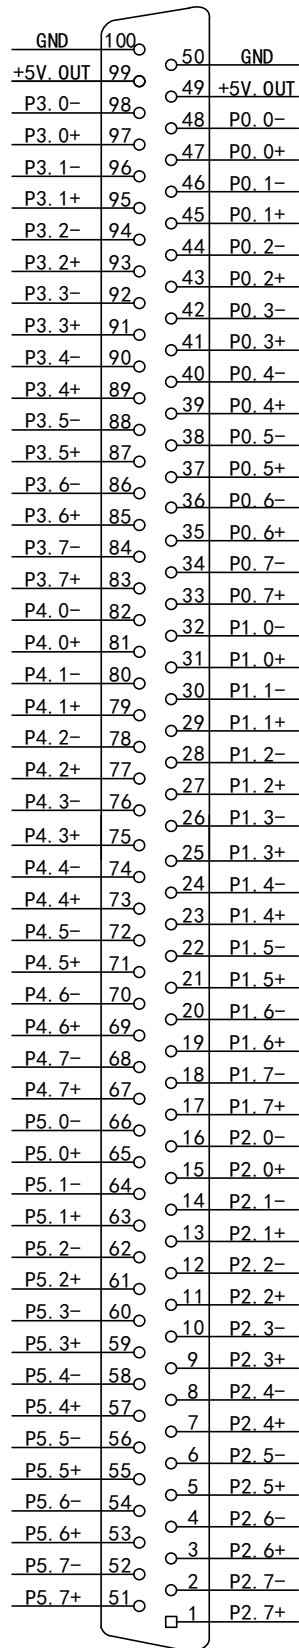 GND 100
50 GND
+5V.OUT 99
49 +5V.OUT
P3.0- 98
48 P0.0-
P3.0+ 97
47 P0.0+
P3.1- 96
46 P0.1-
P3.1+ 95
45 P0.1+
P3.2- 94
44 P0.2-
P3.2+ 93
43 P0.2+
P3.3- 92
42 P0.3-
P3.3+ 91
41 P0.3+
P3.4- 90
40 P0.4-
P3.4+ 89
39 P0.4+
P3.5- 88
38 P0.5-
P3.5+ 87
37 P0.5+
P3.6- 86
36 P0.6-
P3.6+ 85
35 P0.6+
P3.7- 84
34 P0.7-
P3.7+ 83
33 P0.7+
P4.0- 82
32 P1.0-
P4.0+ 81
31 P1.0+
P4.1- 80
30 P1.1-
P4.1+ 79
29 P1.1+
P4.2- 78
28 P1.2-
P4.2+ 77
27 P1.2+
P4.3- 76
26 P1.3-
P4.3+ 75
25 P1.3+
P4.4- 74
24 P1.4-
P4.4+ 73
23 P1.4+
P4.5- 72
22 P1.5-
P4.5+ 71
21 P1.5+
P4.6- 70
20 P1.6-
P4.6+ 69
19 P1.6+
P4.7- 68
18 P1.7-
P4.7+ 67
17 P1.7+
P5.0- 66
16 P2.0-
P5.0+ 65
15 P2.0+
P5.1- 64
14 P2.1-
P5.1+ 63
13 P2.1+
P5.2- 62
12 P2.2-
P5.2+ 61
11 P2.2+
P5.3- 60
10 P2.3-
P5.3+ 59
9 P2.3+
P5.4- 58
8 P2.4-
P5.4+ 57
7 P2.4+
P5.5- 56
6 P2.5-
P5.5+ 55
5 P2.5+
P5.6- 54
4 P2.6-
P5.6+ 53
3 P2.6+
P5.7- 52
2 P2.7-
P5.7+ 51
1 P2.7+